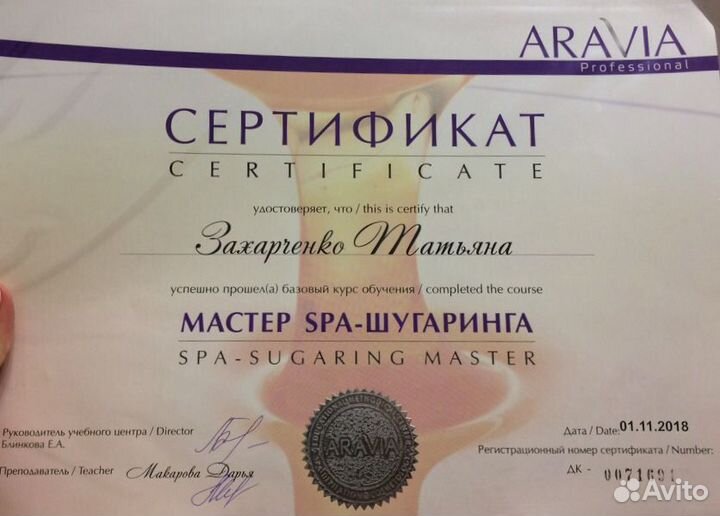 ARAVIA
Professional
СЕРТИФИКАТ
CERTIFICATE
удостоверяет, что / this is certify that
Захарченко Татьяна
успешно прошел(а) базовый курс обучения / completed the course
МАСТЕР SPA-ШУГАРИНГА
SPA-SUGARING MASTER
Руководитель учебного центра / Director
Блинкова Е.А.
Преподаватель / Teacher Макарова Дарья
ARAVIA
Дата / Date: 01.11.2018
Регистрационный номер сертификата / Number:
ДК -
Avito